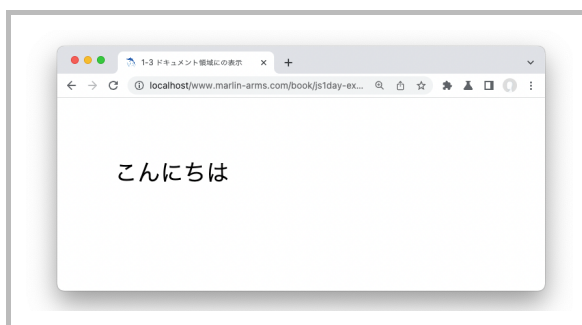 1-3 ドキュメント領域にの表示
localhost/www.marlin-arms.com/book/js1day-ex...
こんにちは